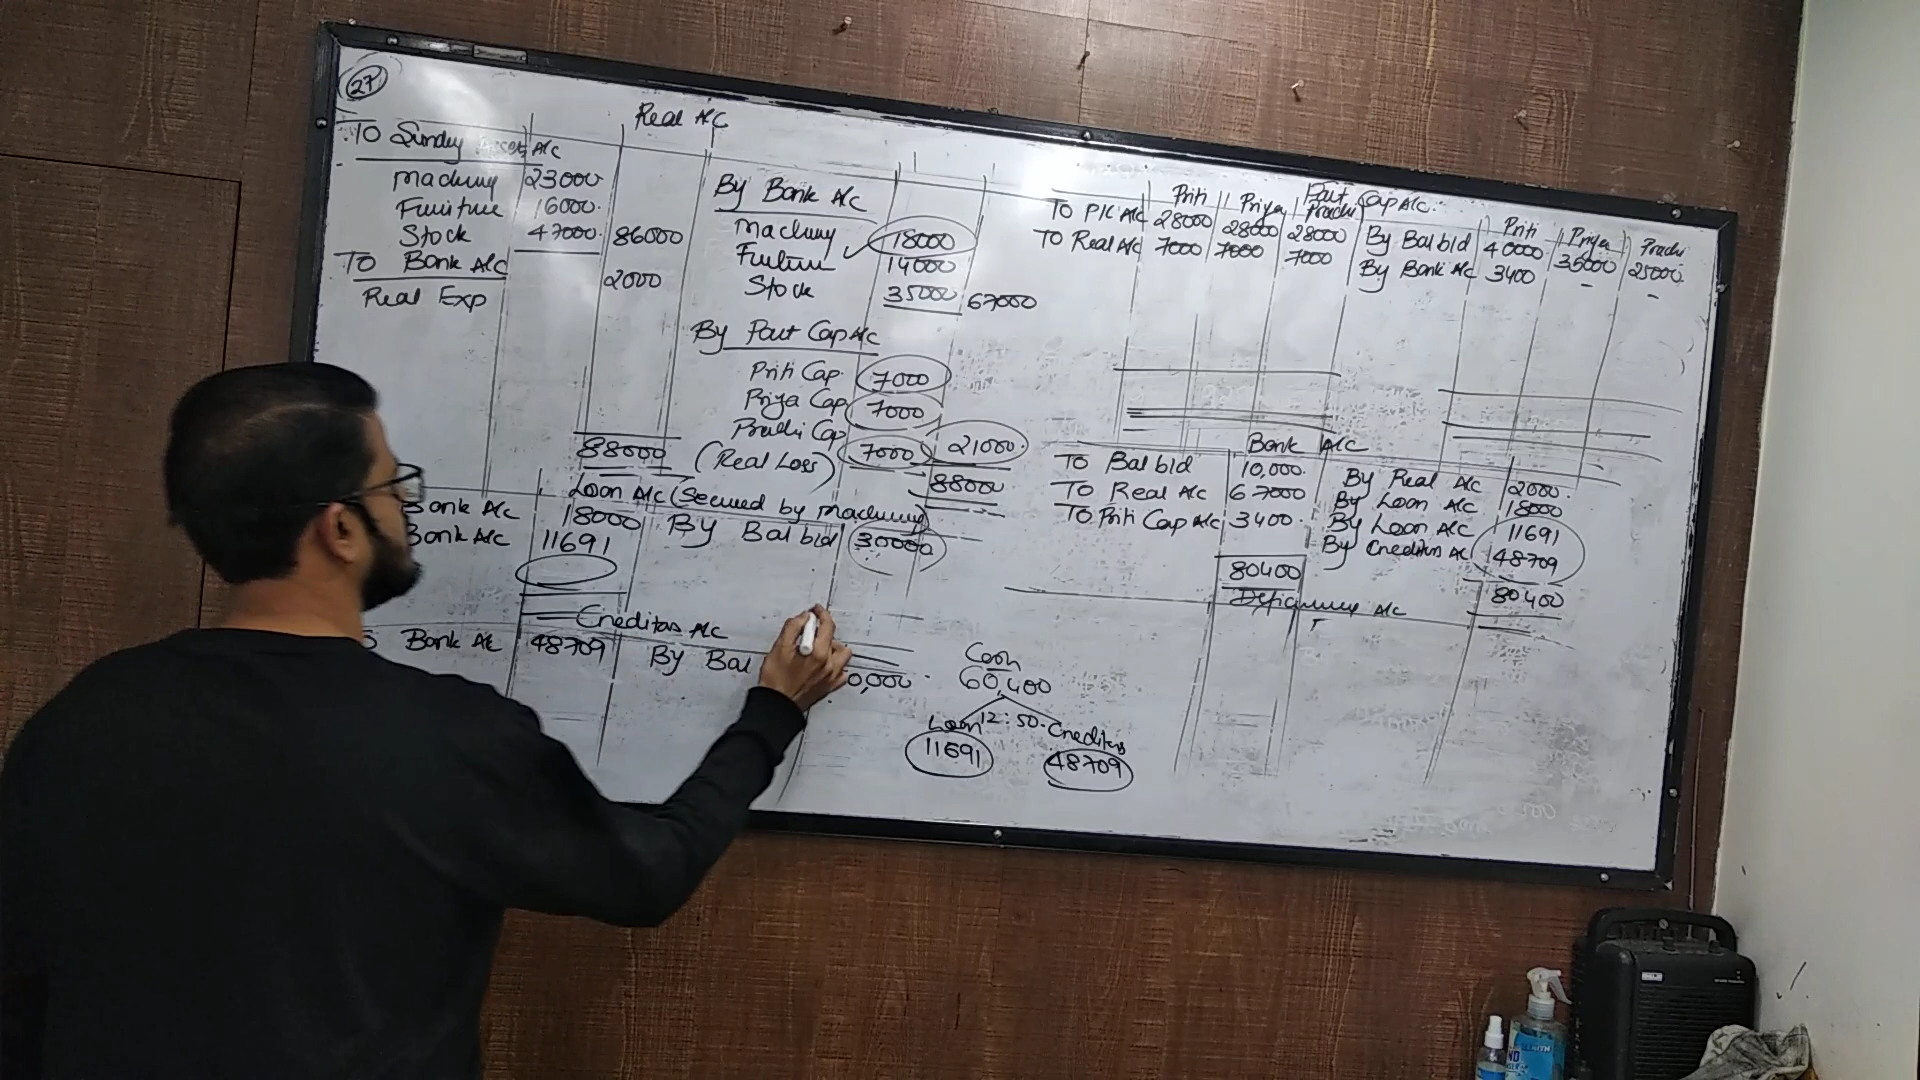 27
Real A/C
To Sundry Assets A/C
Machinery 23000
Furniture 16000
Stock 47000 86000
To Bank A/C
Real Exp 2000
88000
By Bank A/C
Machinery 18000
Furniture 14000
Stock 35000 67000
By Part Cap A/C
Priti Cap 7000
Priya Cap 7000
Prachi Cap 7000 21000
(Real Loss)
88000
Loan A/C (Secured by Machinery)
Bank A/C 18000 By Bal b/d 30000
Bank A/C 11691
Creditors A/C
Bank A/C 48709 By Bal 0,000
Cash
60,400
Loan 12:50 Creditors
11691 48709
Part Cap A/C
Priti Priya Prachi Priti Priya Prachi
To P/L A/C 28000 28000 28000 By Bal b/d 40000 35000 25000
To Real A/C 7000 7000 7000 By Bank A/C 3400 - -
Bank A/C
To Bal b/d 10,000 By Real A/C 2000
To Real A/C 67000 By Loan A/C 18000
To Priti Cap A/C 3400 By Loan A/C 11691
By Creditors A/C 48709
80400 80400
Deficiency A/C